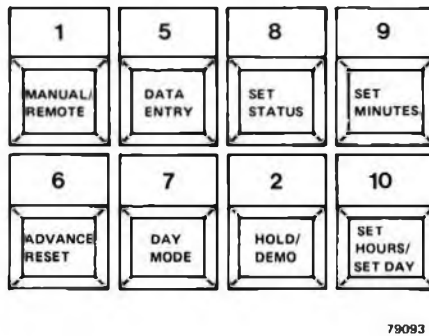 1 5 8 9
MANUAL/ DATA SET SET
REMOTE ENTRY STATUS MINUTES
6 7 2 10
ADVANCE DAY HOLD/ SET
RESET MODE DEMO HOURS/
SET DAY
79093